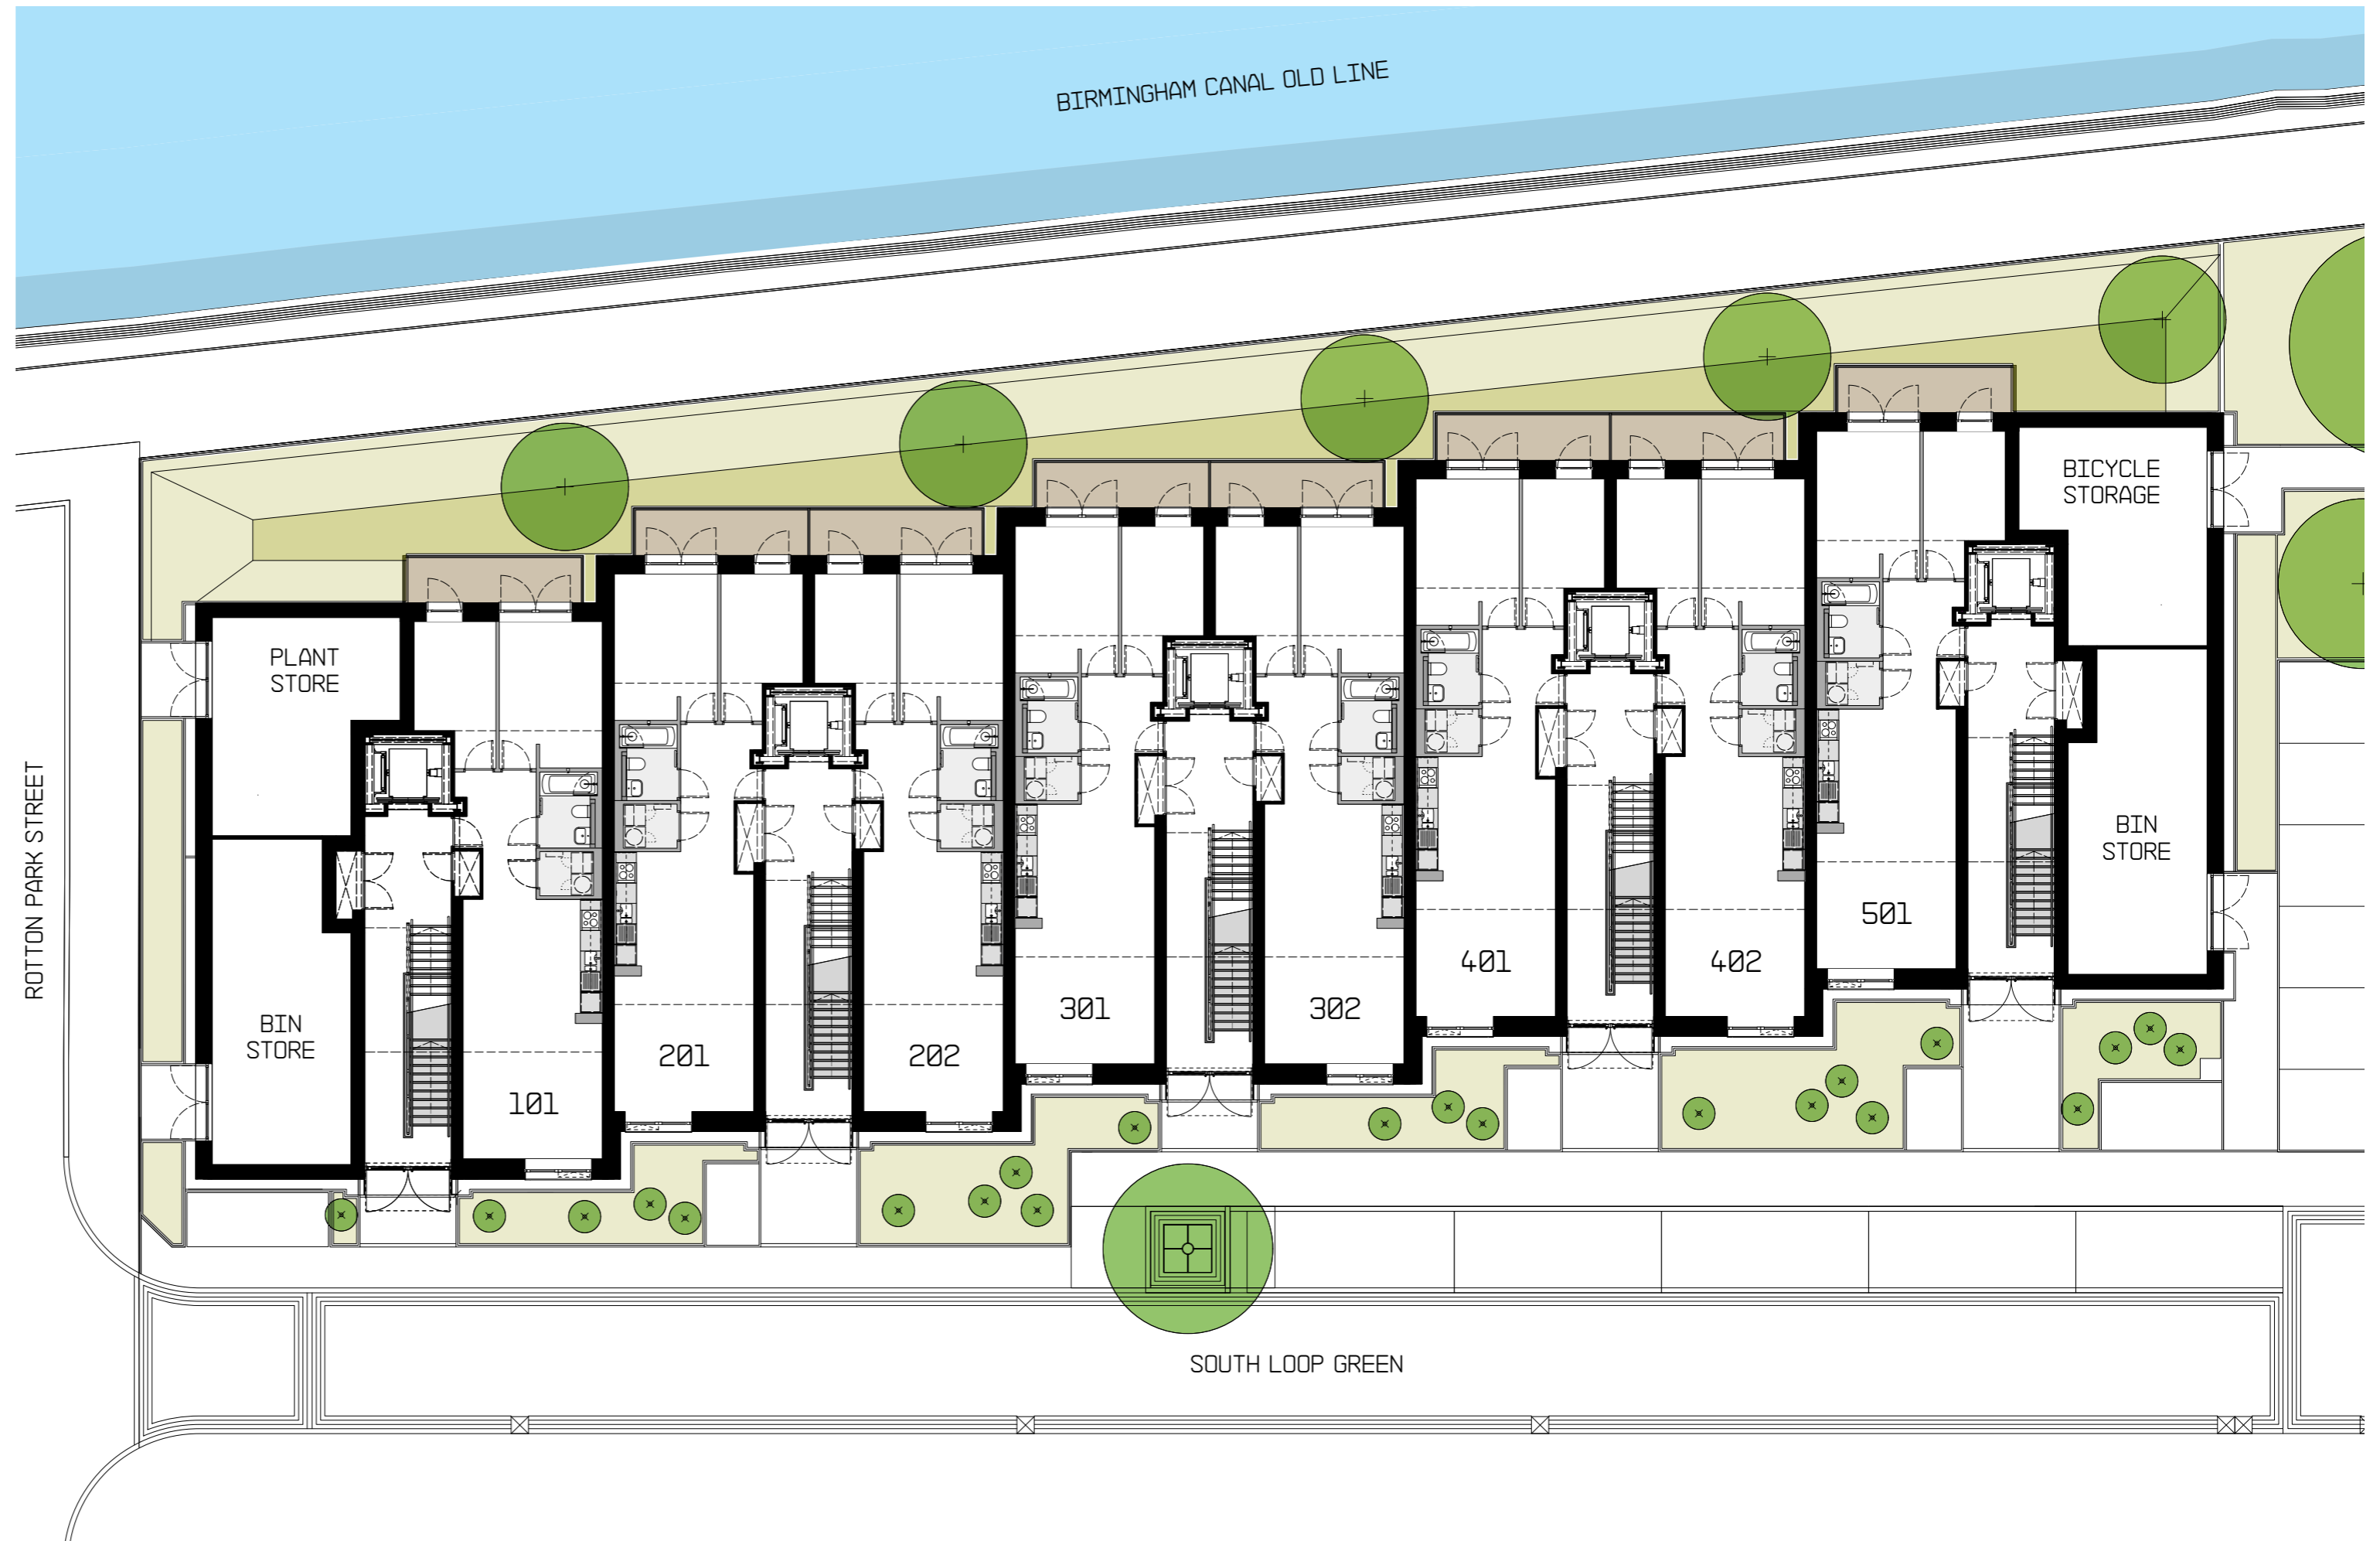 BIRMINGHAM CANAL OLD LINE
BICYCLE
STORAGE
PLANT
STORE
ROTTON PARK STREET
BIN
STORE
BIN
STORE
101
201
202
301
302
401
402
501
SOUTH LOOP GREEN